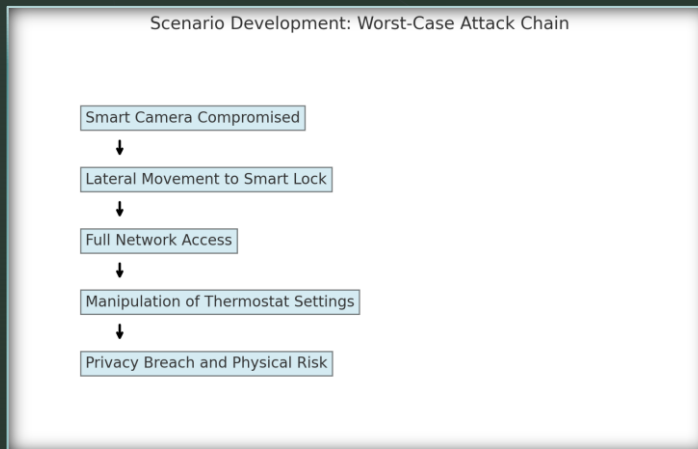 Scenario Development: Worst-Case Attack Chain
Smart Camera Compromised
Lateral Movement to Smart Lock
Full Network Access
Manipulation of Thermostat Settings
Privacy Breach and Physical Risk